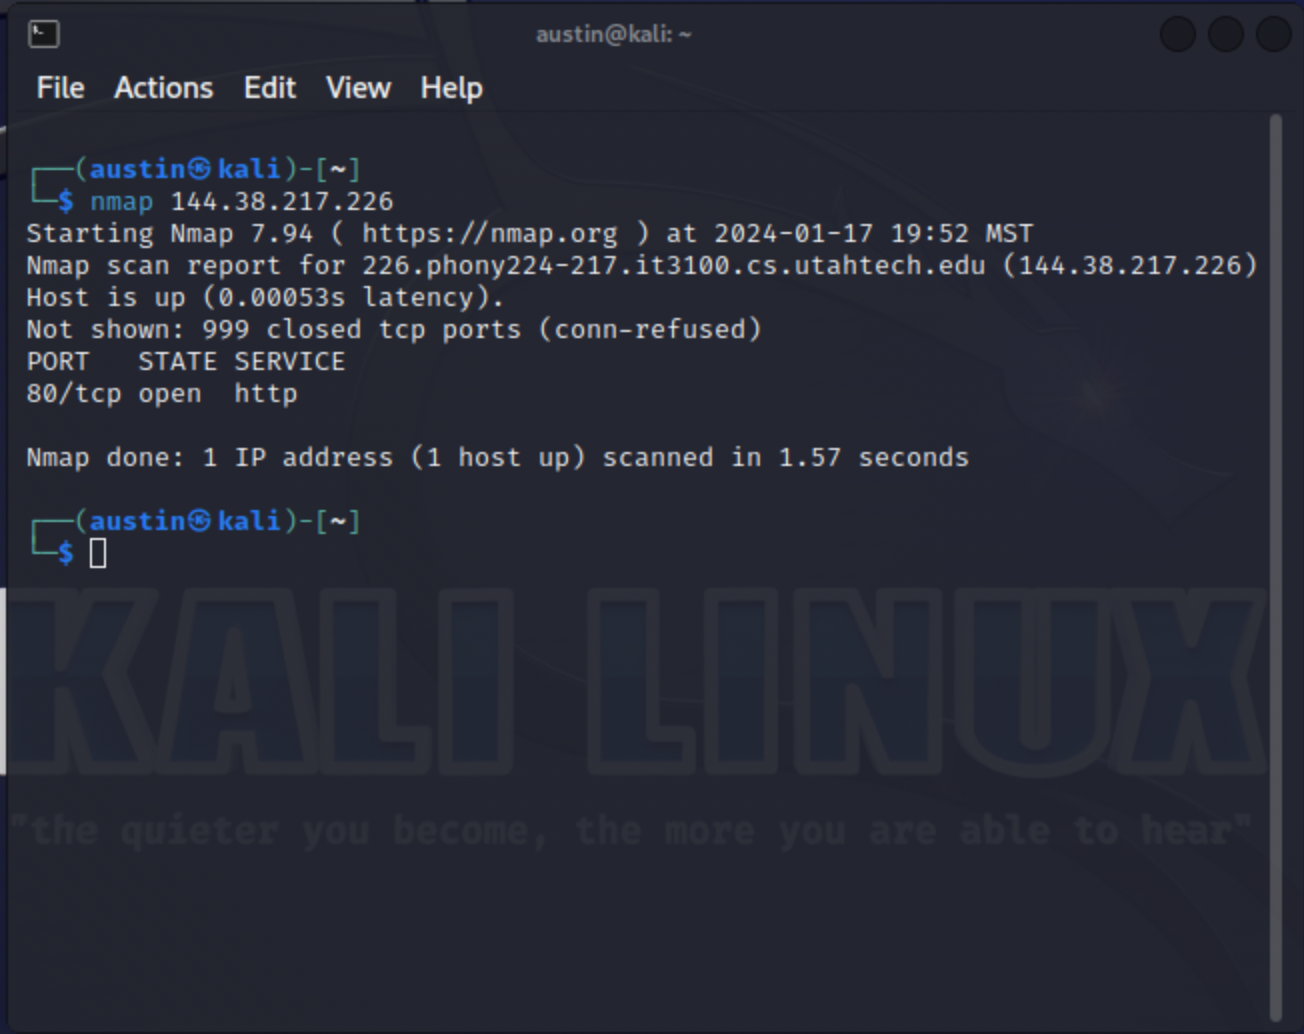 austin@kali: ~
File Actions Edit View Help
┌──(austin㉿kali)-[~]
└─$ nmap 144.38.217.226
Starting Nmap 7.94 ( https://nmap.org ) at 2024-01-17 19:52 MST
Nmap scan report for 226.phony224-217.it3100.cs.utahtech.edu (144.38.217.226)
Host is up (0.00053s latency).
Not shown: 999 closed tcp ports (conn-refused)
PORT   STATE SERVICE
80/tcp open  http
Nmap done: 1 IP address (1 host up) scanned in 1.57 seconds
┌──(austin㉿kali)-[~]
└─$
KALI LINUX
"the quieter you become, the more you are able to hear"